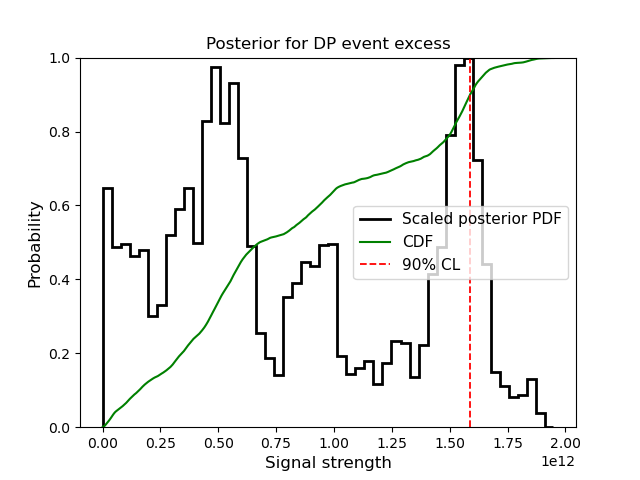 Posterior for DP event excess
1.0
0.8
0.6
0.4
0.2
0.0
Probability
Scaled posterior PDF
CDF
90% CL
0.00 0.25 0.50 0.75 1.00 1.25 1.50 1.75 2.00
1e12
Signal strength